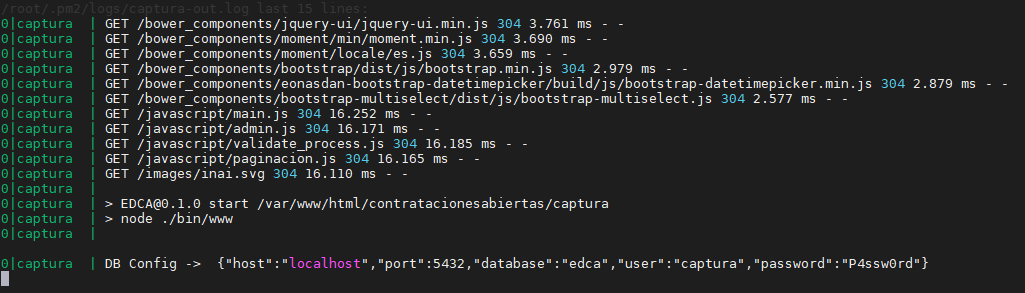 /root/.pm2/logs/captura-out.log last 15 lines:
0|captura  | GET /bower_components/jquery-ui/jquery-ui.min.js 304 3.761 ms - -
0|captura  | GET /bower_components/moment/min/moment.min.js 304 3.690 ms - -
0|captura  | GET /bower_components/moment/locale/es.js 304 3.659 ms - -
0|captura  | GET /bower_components/bootstrap/dist/js/bootstrap.min.js 304 2.979 ms - -
0|captura  | GET /bower_components/eonasdan-bootstrap-datetimepicker/build/js/bootstrap-datetimepicker.min.js 304 2.879 ms - -
0|captura  | GET /bower_components/bootstrap-multiselect/dist/js/bootstrap-multiselect.js 304 2.577 ms - -
0|captura  | GET /javascript/main.js 304 16.252 ms - -
0|captura  | GET /javascript/admin.js 304 16.171 ms - -
0|captura  | GET /javascript/validate_process.js 304 16.185 ms - -
0|captura  | GET /javascript/paginacion.js 304 16.165 ms - -
0|captura  | GET /images/inai.svg 304 16.110 ms - -
0|captura  |
0|captura  | > EDCA@0.1.0 start /var/www/html/contratacionesabiertas/captura
0|captura  | > node ./bin/www
0|captura  |
0|captura  | DB Config ->  {"host":"localhost","port":5432,"database":"edca","user":"captura","password":"P4ssw0rd"}